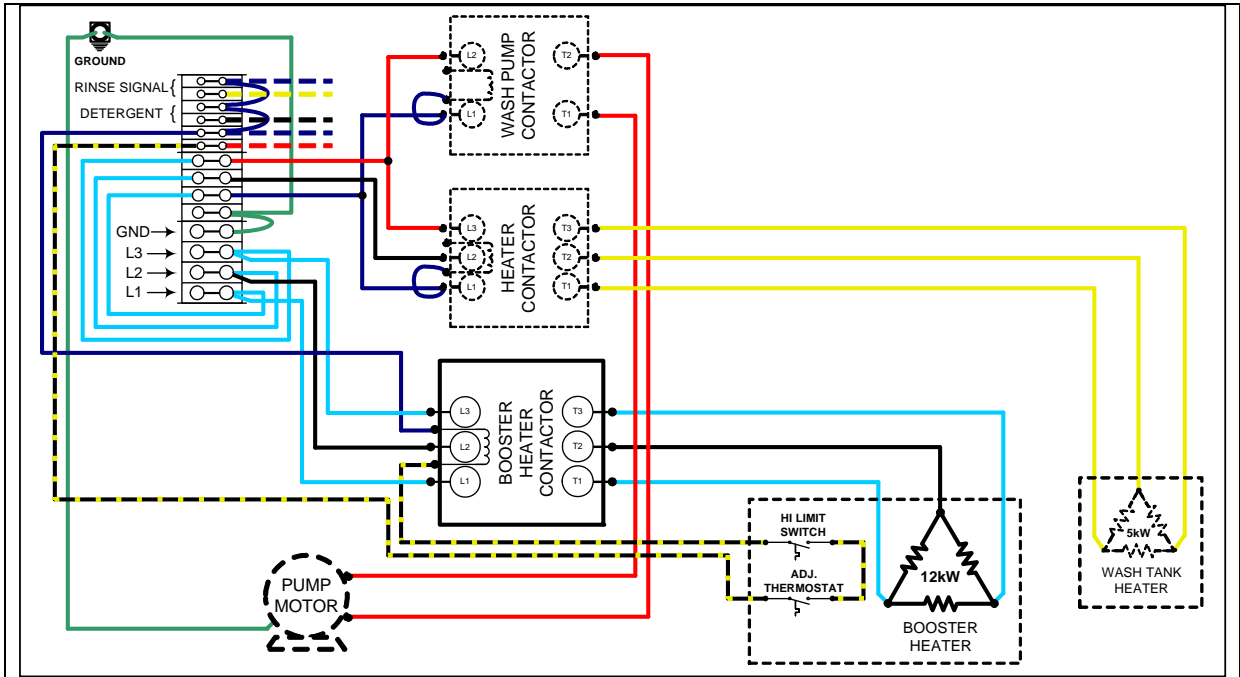 GROUND
RINSE SIGNAL {
DETERGENT {
GND
L3
L2
L1
L2
L1
WASH PUMP
CONTACTOR
T2
T1
L3
L2
L1
HEATER
CONTACTOR
T3
T2
T1
L3
L2
L1
BOOSTER
HEATER
CONTACTOR
T3
T2
T1
PUMP
MOTOR
HI LIMIT
SWITCH
ADJ.
THERMOSTAT
12kW
BOOSTER
HEATER
5kW
WASH TANK
HEATER